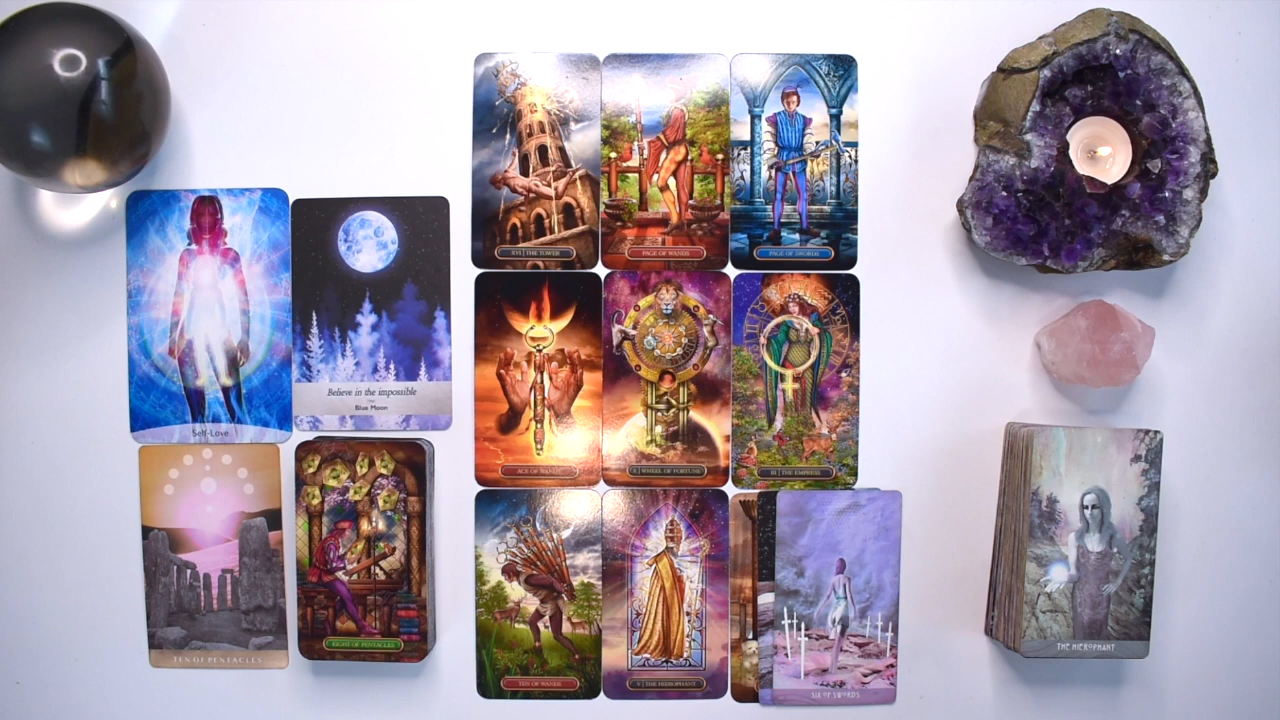 XVI | THE TOWER
PAGE OF WANDS
PAGE OF SWORDS
Self-Love
Believe in the impossible
Blue Moon
ACE OF WANDS
X | WHEEL OF FORTUNE
III | THE EMPRESS
TEN OF PENTACLES
EIGHT OF PENTACLES
TEN OF WANDS
V | THE HIEROPHANT
SIX OF SWORDS
THE HIEROPHANT